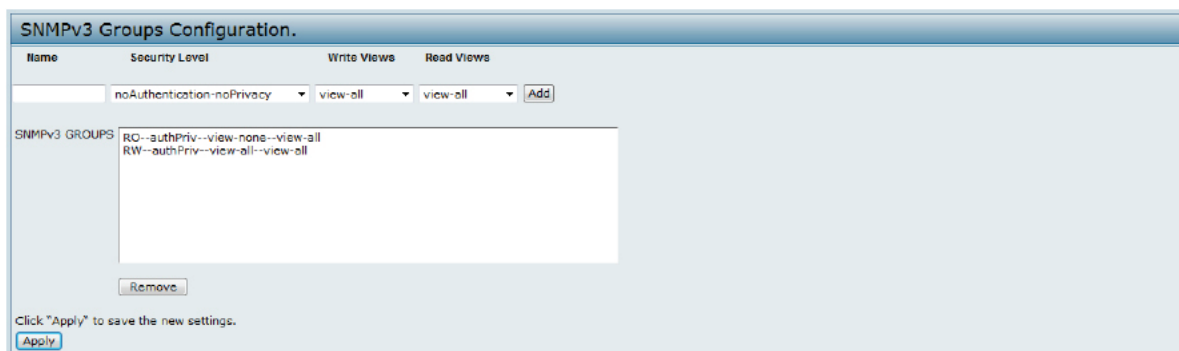 SNMPv3 Groups Configuration.
Name Security Level Write Views Read Views
noAuthentication-noPrivacy view-all view-all Add
SNMPv3 GROUPS
RO--authPriv--view-none--view-all
RW--authPriv--view-all--view-all
Remove
Click "Apply" to save the new settings.
Apply